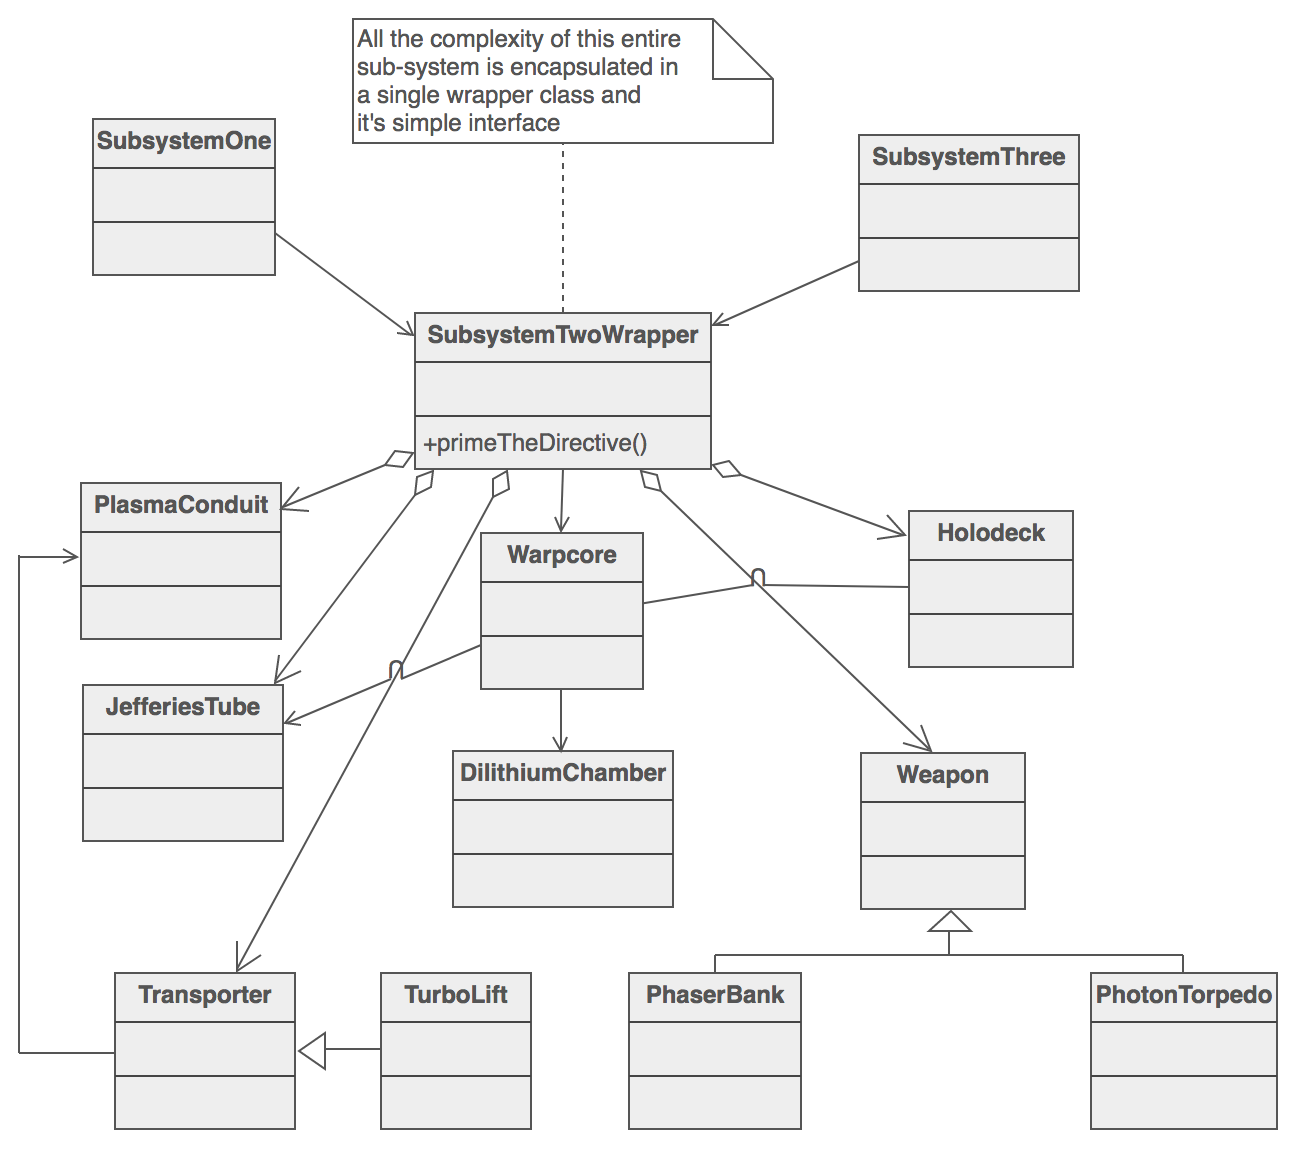 All the complexity of this entire
sub-system is encapsulated in
a single wrapper class and
it's simple interface
SubsystemOne
SubsystemThree
SubsystemTwoWrapper
+primeTheDirective()
PlasmaConduit
Holodeck
Warpcore
JefferiesTube
DilithiumChamber
Weapon
Transporter
TurboLift
PhaserBank
PhotonTorpedo